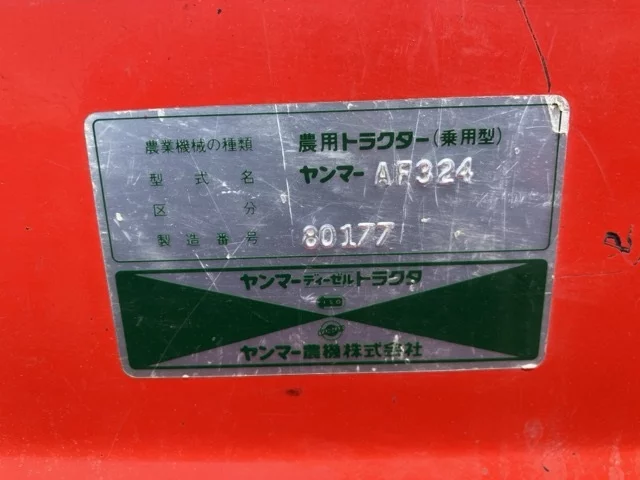 農業機械の種類 農用トラクター(乗用型)
型式名 ヤンマー AF324
区分
製造番号 80177
ヤンマーディーゼルトラクタ
ヤンマー農機株式会社